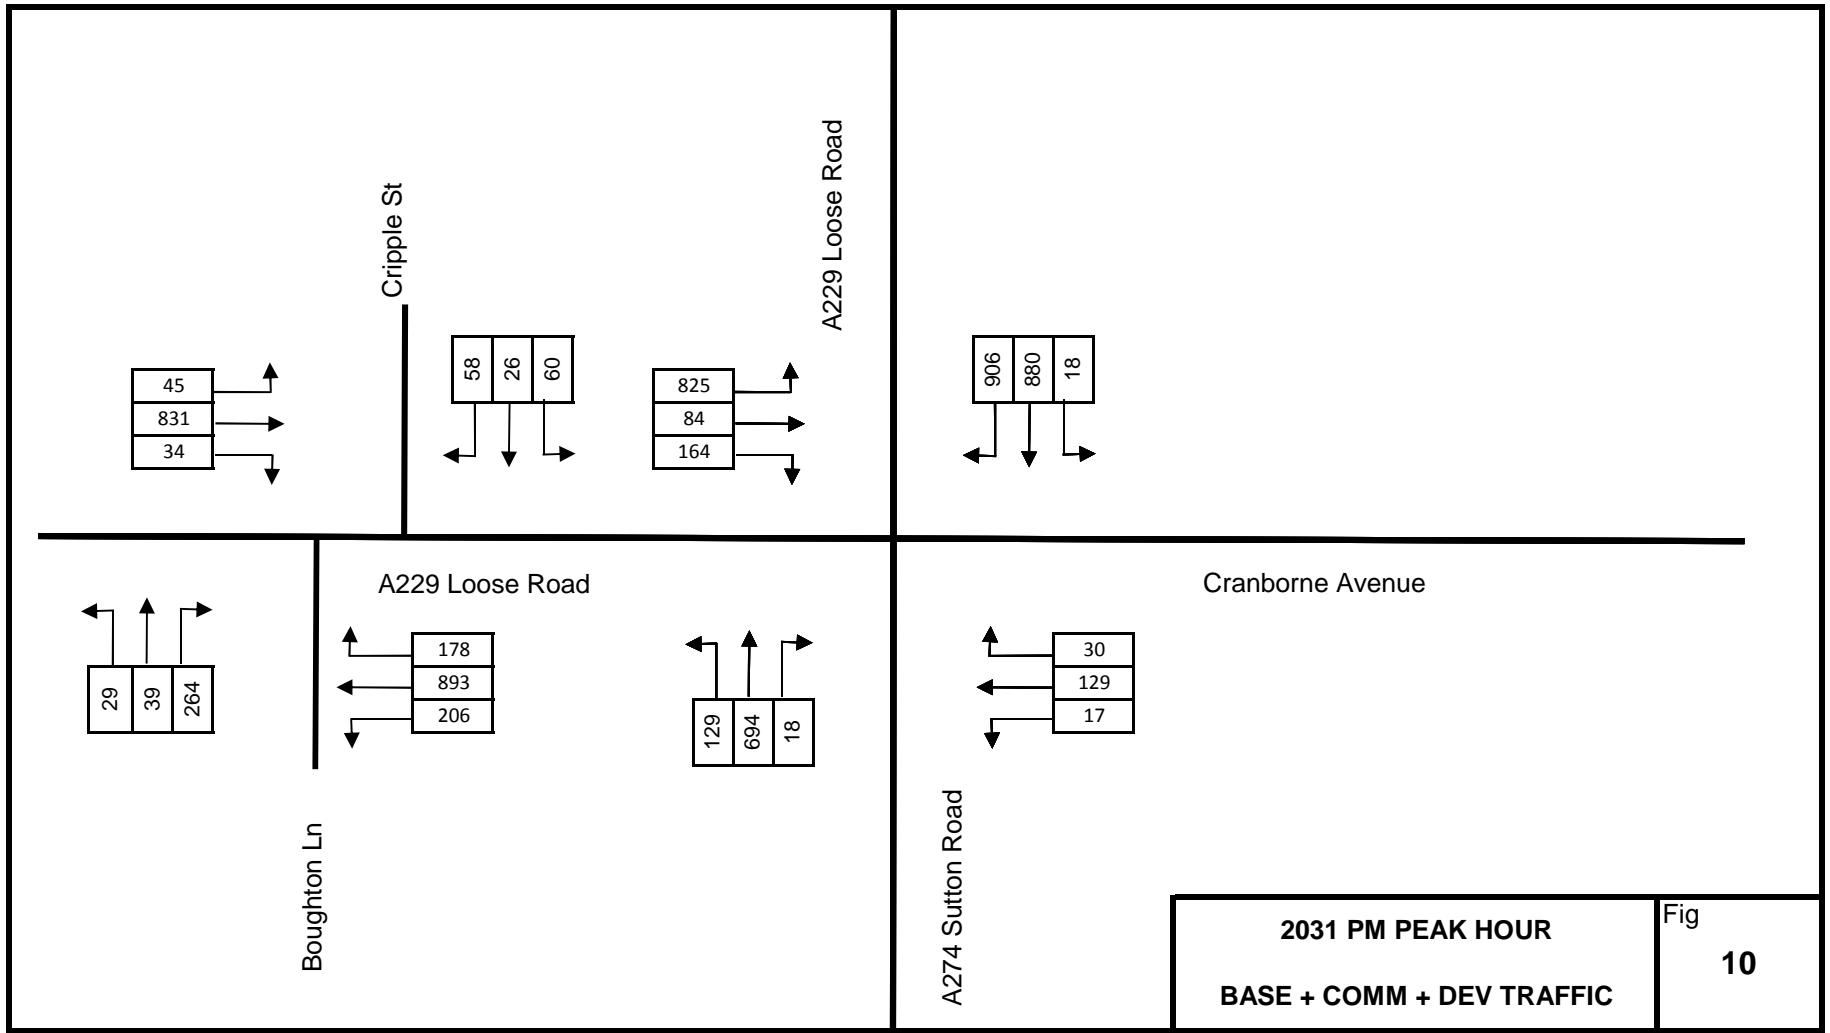 A229 Loose Road
Cripple St
45
831
34
58
26
60
825
84
164
906
880
18
A229 Loose Road
Cranborne Avenue
29
39
264
178
893
206
129
694
18
30
129
17
Boughton Ln
A274 Sutton Road
2031 PM PEAK HOUR
BASE + COMM + DEV TRAFFIC
Fig
10